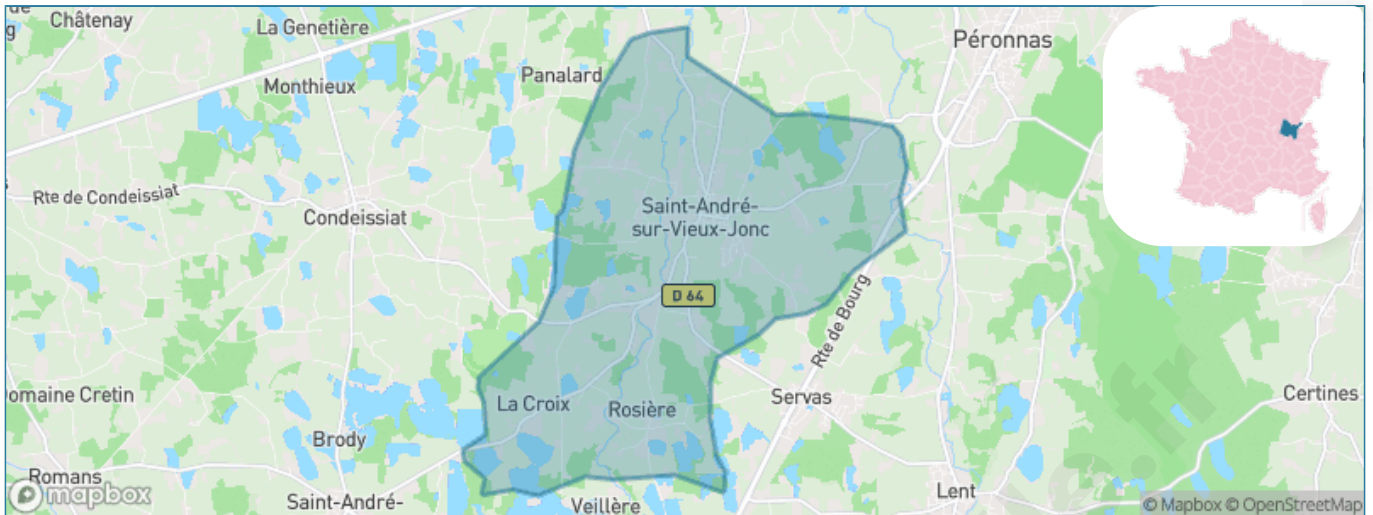 de
g
Châtenay
La Genetière
Péronnas
Panalard
Monthieux
Rte de Condeissiat
Condeissiat
Saint-André-
sur-Vieux-Jonc
D 64
Rte de Bourg
La Croix
Rosière
Servas
Certines
omaine Cretin
Brody
Romans
Saint-André-
Veillère
Lent
mapbox
© Mapbox © OpenStreetMap